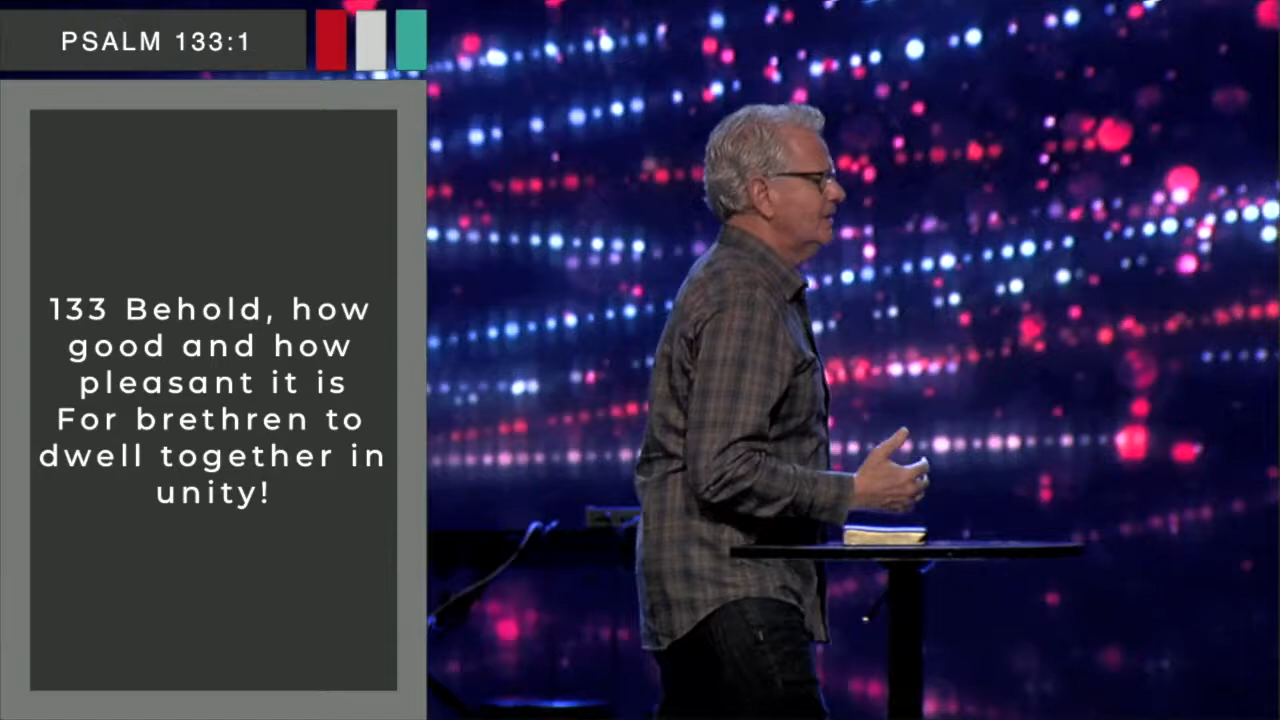 PSALM 133:1
133 Behold, how
good and how
pleasant it is
For brethren to
dwell together in
unity!